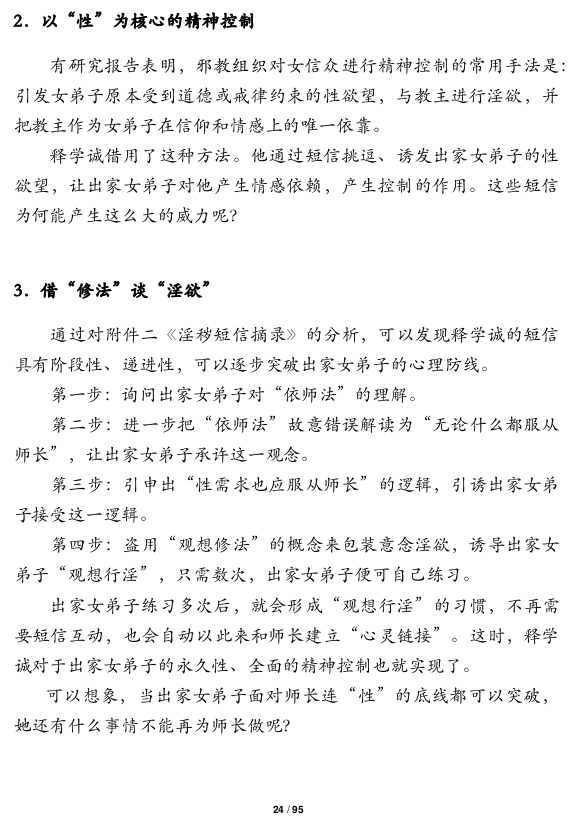 2．以“性”为核心的精神控制
有研究报告表明，邪教组织对女信众进行精神控制的常用手法是：
引发女弟子原本受到道德或戒律约束的性欲望，与教主进行淫欲，并
把教主作为女弟子在信仰和情感上的唯一依靠。
释学诚借用了这种方法。他通过短信挑逗、诱发出家女弟子的性
欲望，让出家女弟子对他产生情感依赖，产生控制的作用。这些短信
为何能产生这么大的威力呢？
3．借“修法”谈“淫欲”
通过对附件二《淫秽短信摘录》的分析，可以发现释学诚的短信
具有阶段性、递进性，可以逐步突破出家女弟子的心理防线。
第一步：询问出家女弟子对“依师法”的理解。
第二步：进一步把“依师法”故意错误解读为“无论什么都服从
师长”，让出家女弟子承许这一观念。
第三步：引申出“性需求也应服从师长”的逻辑，引诱出家女弟
子接受这一逻辑。
第四步：盗用“观想修法”的概念来包装意念淫欲，诱导出家女
弟子“观想行淫”，只需数次，出家女弟子便可自己练习。
出家女弟子练习多次后，就会形成“观想行淫”的习惯，不再需
要短信互动，也会自动以此来和师长建立“心灵链接”。这时，释学
诚对于出家女弟子的永久性、全面的精神控制也就实现了。
可以想象，当出家女弟子面对师长连“性”的底线都可以突破，
她还有什么事情不能再为师长做呢？
24 / 95